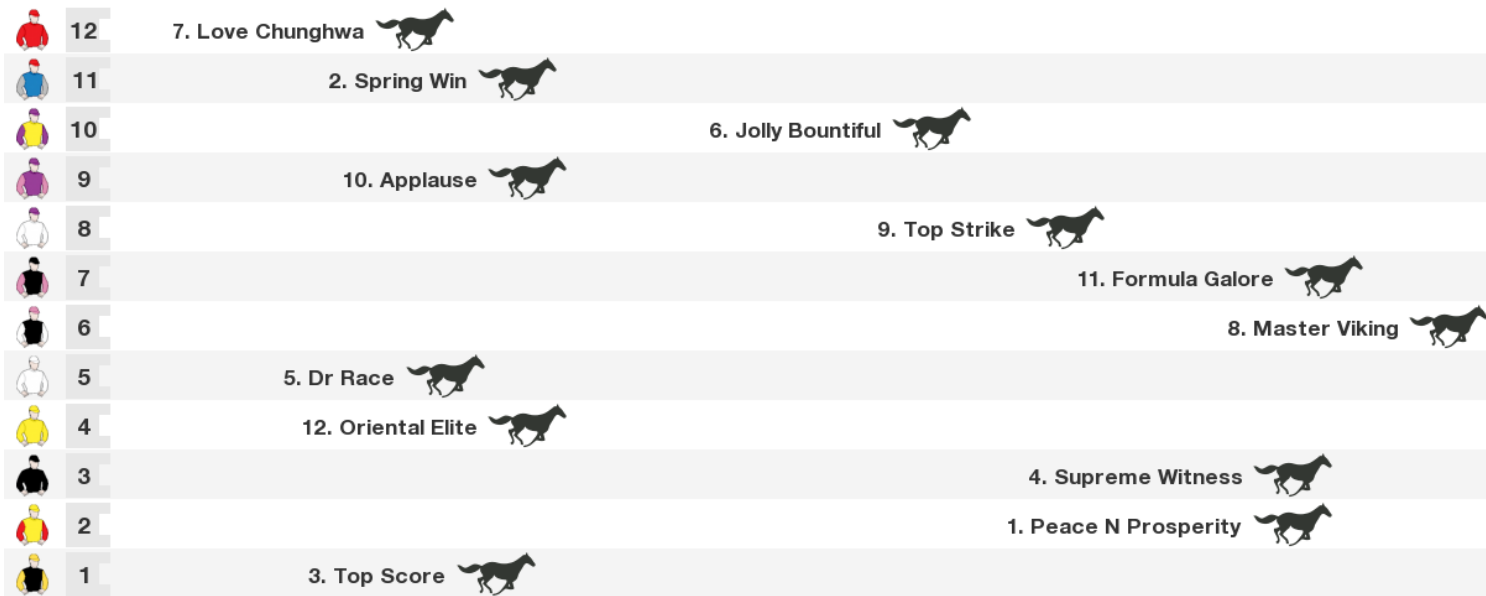 12 7. Love Chunghwa
11 2. Spring Win
10 6. Jolly Bountiful
9 10. Applause
8 9. Top Strike
7 11. Formula Galore
6 8. Master Viking
5 5. Dr Race
4 12. Oriental Elite
3 4. Supreme Witness
2 1. Peace N Prosperity
1 3. Top Score